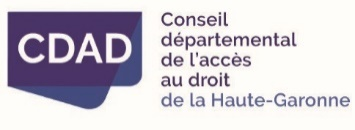 CDAD
Conseil
départemental
de l'accès
au droit
de la Haute-Garonne